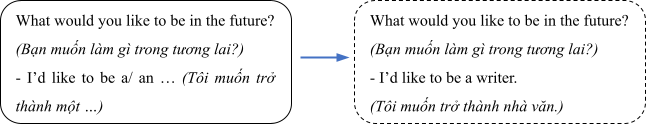 What would you like to be in the future?
(Bạn muốn làm gì trong tương lai?)
- I’d like to be a/ an … (Tôi muốn trở
thành một …)
What would you like to be in the future?
(Bạn muốn làm gì trong tương lai?)
- I’d like to be a writer.
(Tôi muốn trở thành nhà văn.)